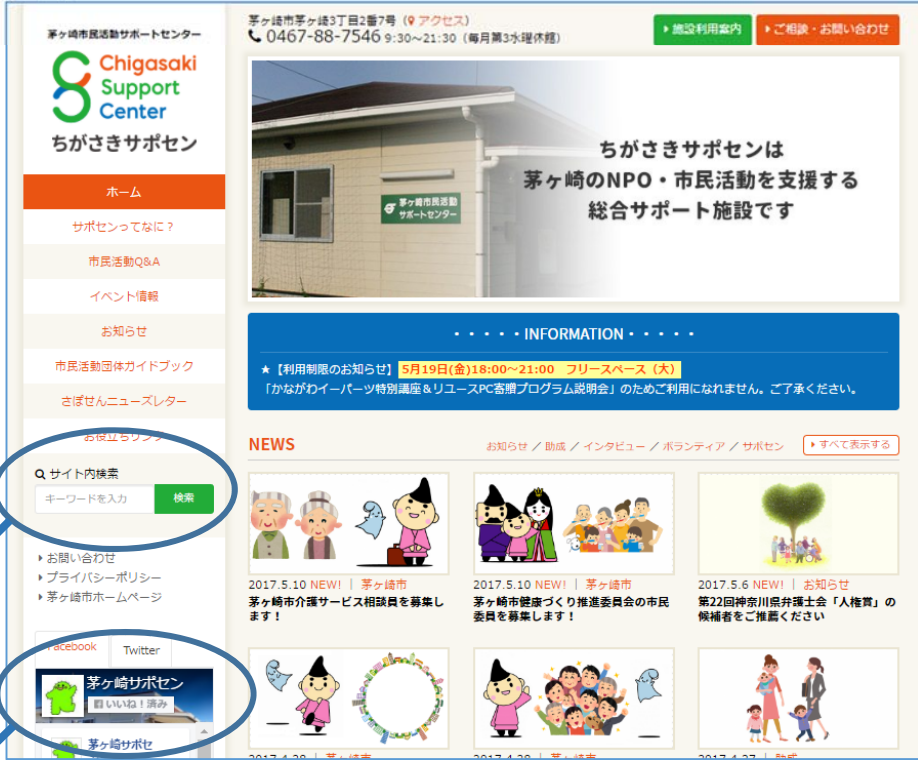 茅ヶ崎市民活動サポートセンター
Chigasaki
Support
Center
ちがさきサポセン
ホーム
サポセンってなに？
市民活動Q&A
イベント情報
お知らせ
市民活動団体ガイドブック
さぽせんニューズレター
お役立ちリンク
サイト内検索
キーワードを入力
検索
お問い合わせ
プライバシーポリシー
茅ヶ崎市ホームページ
Facebook
Twitter
茅ヶ崎サポセン
いいね！済み
茅ヶ崎サポセ
茅ヶ崎市茅ヶ崎3丁目2番7号（アクセス）
0467-88-7546 9:30～21:30（毎月第3水曜休館）
施設利用案内
ご相談・お問い合わせ
茅ヶ崎市民活動
サポートセンター
ちがさきサポセンは
茅ヶ崎のNPO・市民活動を支援する
総合サポート施設です
・・・・・INFORMATION・・・・・
★【利用制限のお知らせ】5月19日(金)18:00～21:00　フリースペース（大）
「かながわイーパーツ特別講座＆リユースPC寄贈プログラム説明会」のためご利用になれません。ご了承ください。
NEWS
お知らせ ／ 助成 ／ インタビュー ／ ボランティア ／ サポセン
すべて表示する
2017.5.10 NEW!｜ 茅ヶ崎市
茅ヶ崎市介護サービス相談員を募集し
ます！
2017.5.10 NEW!｜ 茅ヶ崎市
茅ヶ崎市健康づくり推進委員会の市民
委員を募集します！
2017.5.6 NEW!｜ お知らせ
第22回神奈川県弁護士会「人権賞」の
候補者をご推薦ください
2017.4.28｜ 茅ヶ崎市
2017.4.28｜ 茅ヶ崎市
2017.4.27｜ 助成